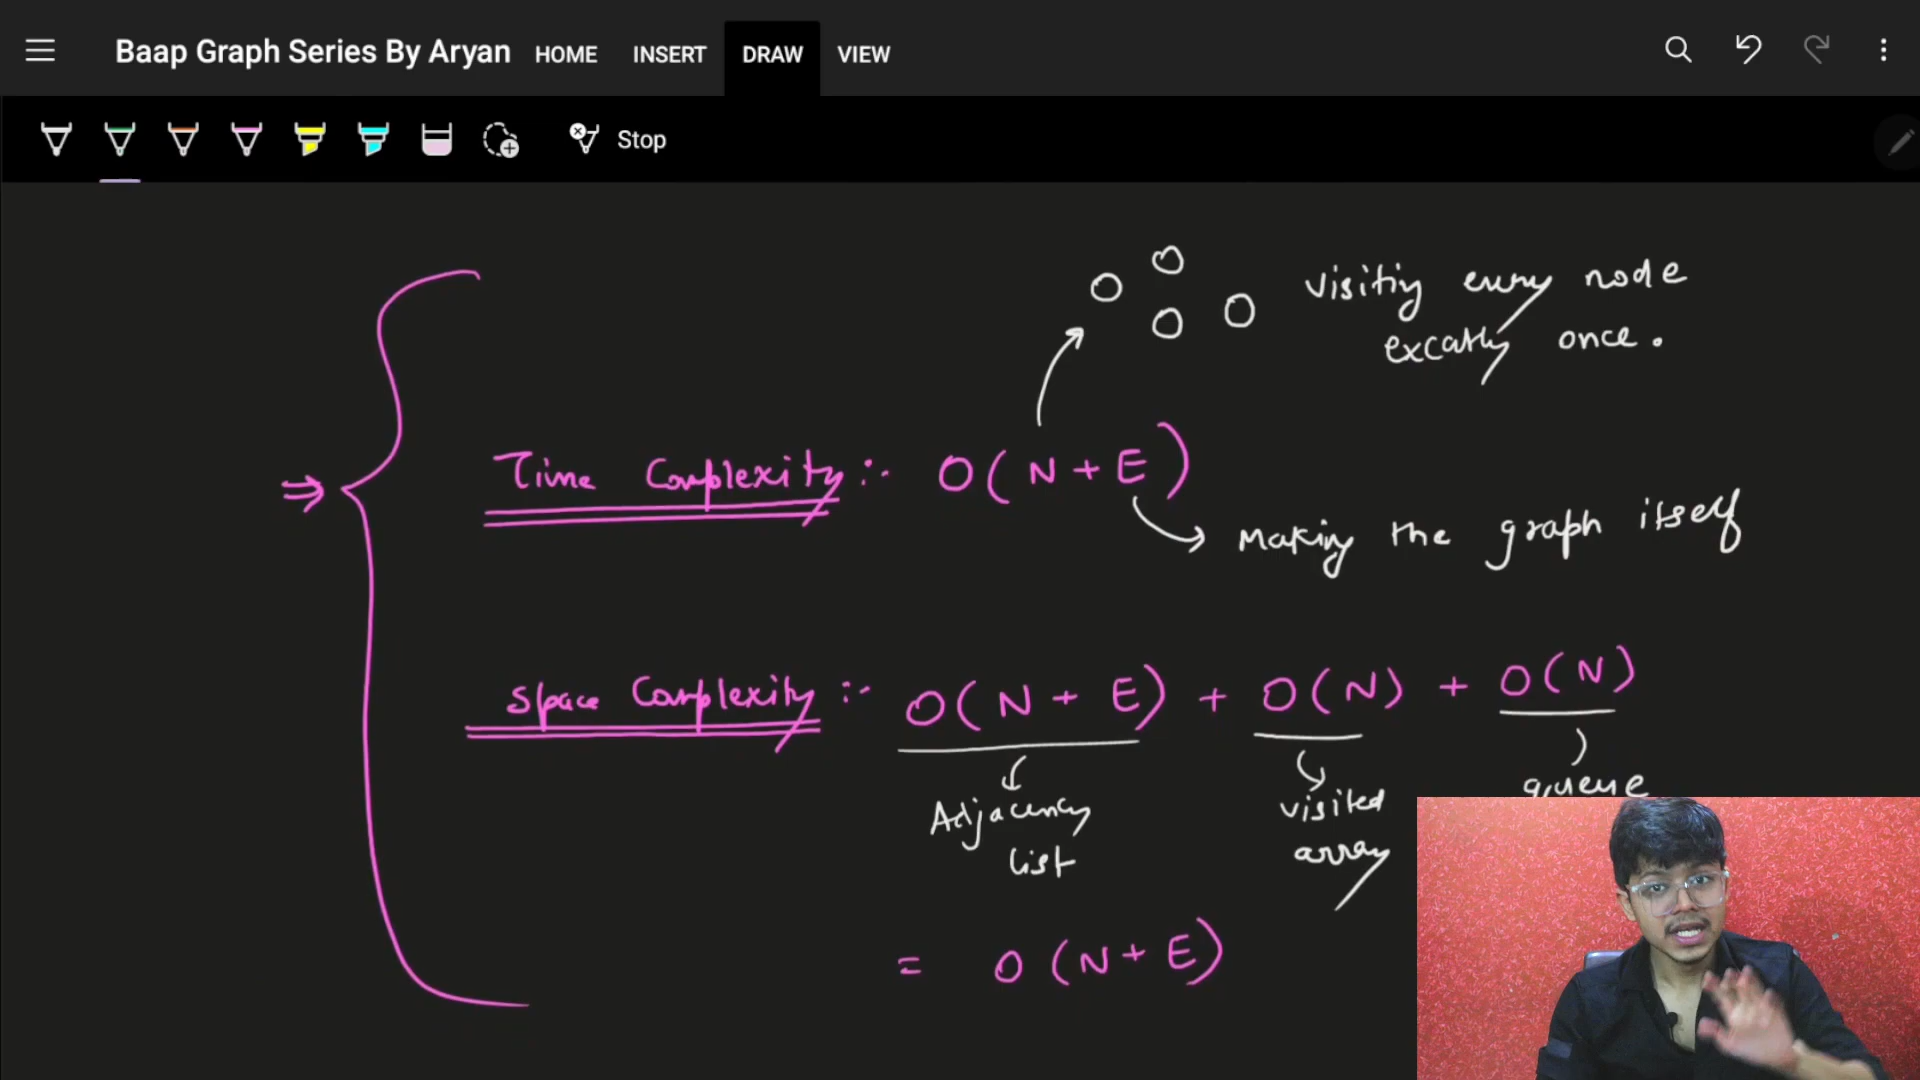 Baap Graph Series By Aryan HOME INSERT DRAW VIEW
Stop
visitiy every node
excatly once.
Time Complexity :- O(N+E)
Making the graph itself
Space Complexity :- O(N + E) + O(N) + O(N)
Adjacency list
visited array
queue
= O(N+E)